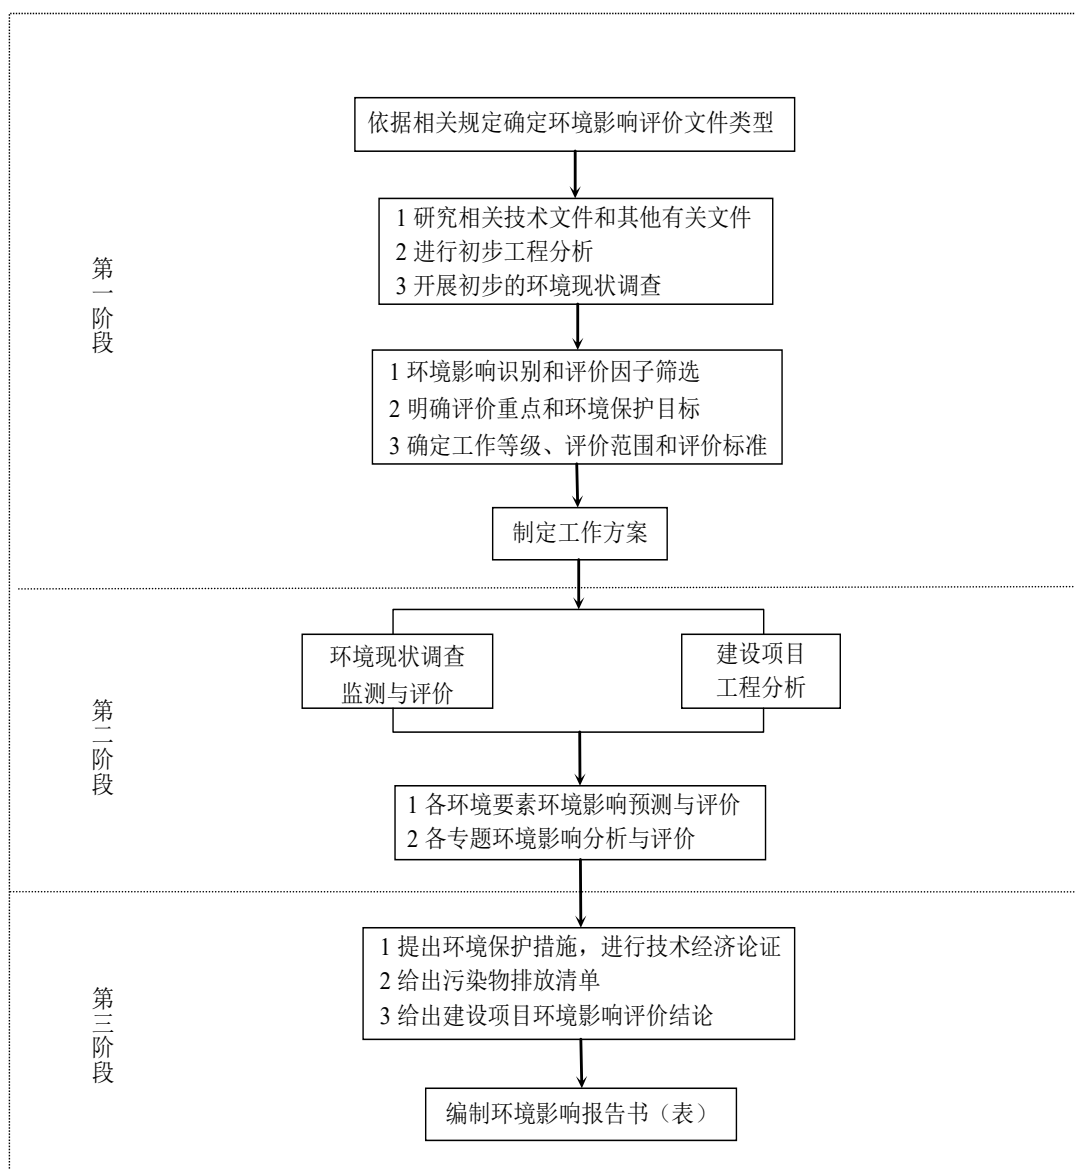 依据相关规定确定环境影响评价文件类型
1 研究相关技术文件和其他有关文件
2 进行初步工程分析
3 开展初步的环境现状调查
第一阶段
1 环境影响识别和评价因子筛选
2 明确评价重点和环境保护目标
3 确定工作等级、评价范围和评价标准
制定工作方案
环境现状调查
监测与评价
建设项目
工程分析
第二阶段
1 各环境要素环境影响预测与评价
2 各专题环境影响分析与评价
1 提出环境保护措施，进行技术经济论证
2 给出污染物排放清单
3 给出建设项目环境影响评价结论
第三阶段
编制环境影响报告书（表）